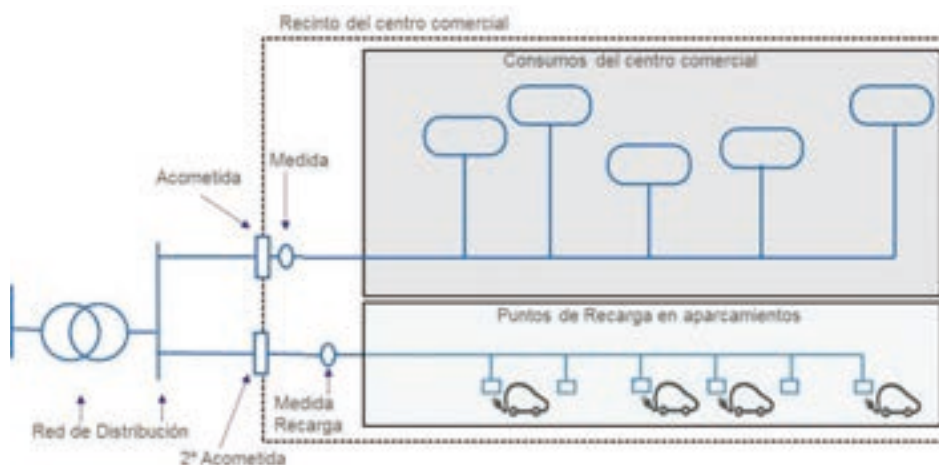 Recinto del centro comercial
Consumos del centro comercial
Medida
Acometida
Puntos de Recarga en aparcamientos
Medida
Recarga
Red de Distribución
2ª Acometida